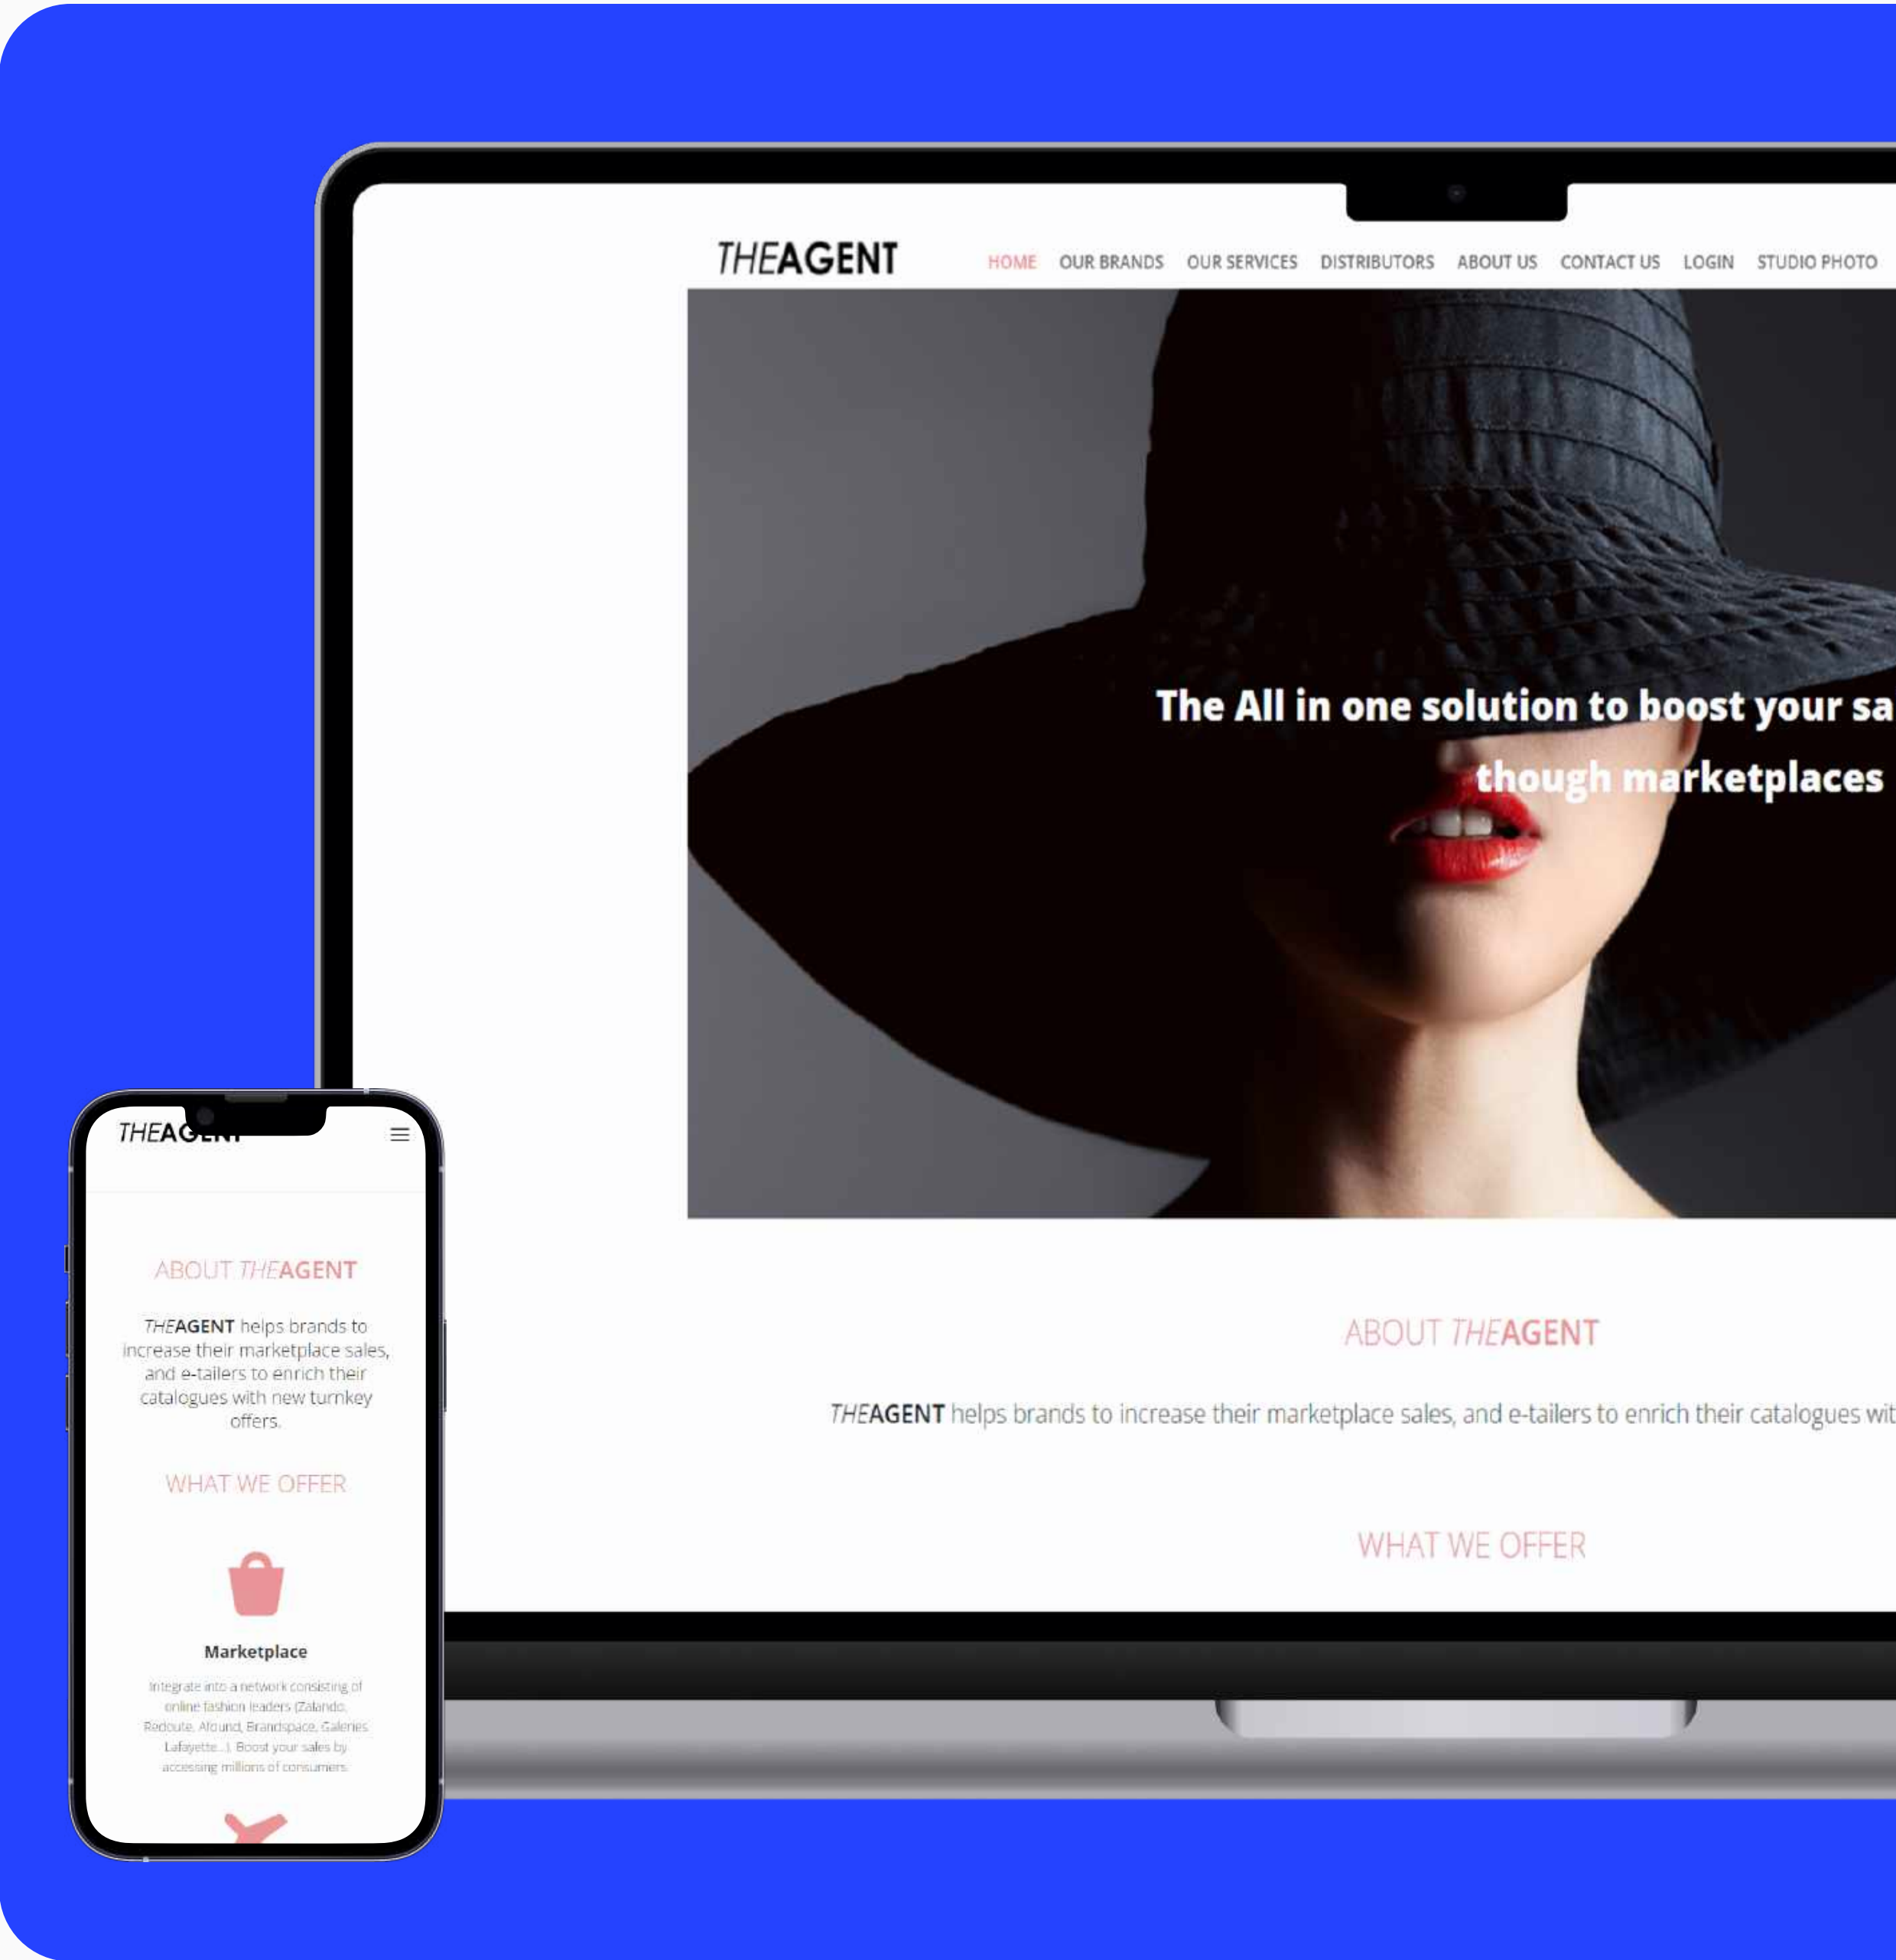 THEAGENT
HOME OUR BRANDS OUR SERVICES DISTRIBUTORS ABOUT US CONTACT US LOGIN STUDIO PHOTO
The All in one solution to boost your sa
though marketplaces
ABOUT THEAGENT
THEAGENT helps brands to increase their marketplace sales, and e-tailers to enrich their catalogues wit
WHAT WE OFFER
THEAGENT
ABOUT THEAGENT
THEAGENT helps brands to
increase their marketplace sales,
and e-tailers to enrich their
catalogues with new turnkey
offers.
WHAT WE OFFER
Marketplace
Integrate into a network consisting of
online fashion leaders (Zalando,
Redoute, Afound, Brandspace, Galeries
Lafayette...). Boost your sales by
accessing millions of consumers.